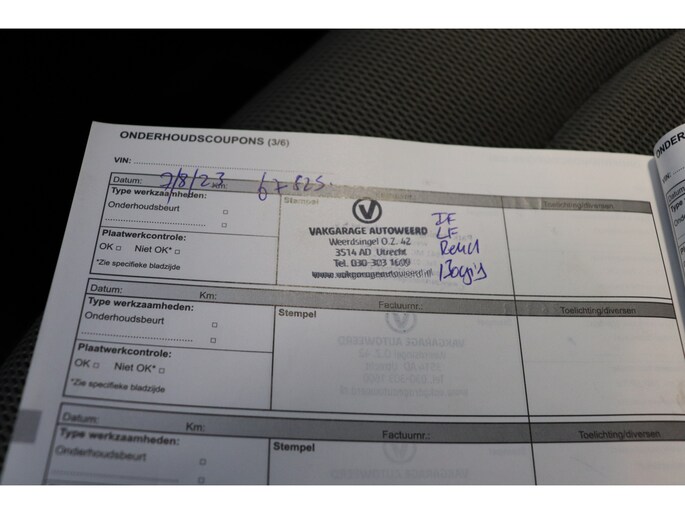 ONDERHOUDSCOUPONS (3/6)
VIN:
Datum: 2/8/23 Km: 67825.
Type werkzaamheden:
Onderhoudsbeurt
Plaatwerkcontrole:
OK □ Niet OK* □
*Zie specifieke bladzijde
Stempel
VAKGARAGE AUTOWEERD
Weerdsingel O.Z. 42
3514 AD Utrecht
Tel. 030-303 1609
www.vakgarageautoweerd.nl
LF
Toelichting/diversen
Datum: Km: Factuurnr.: Toelichting/diversen
Type werkzaamheden:
Onderhoudsbeurt
Plaatwerkcontrole:
OK □ Niet OK* □
*Zie specifieke bladzijde
Stempel
Datum: Km: Factuurnr.: Toelichting/diversen
Type werkzaamheden:
Onderhoudsbeurt
Stempel